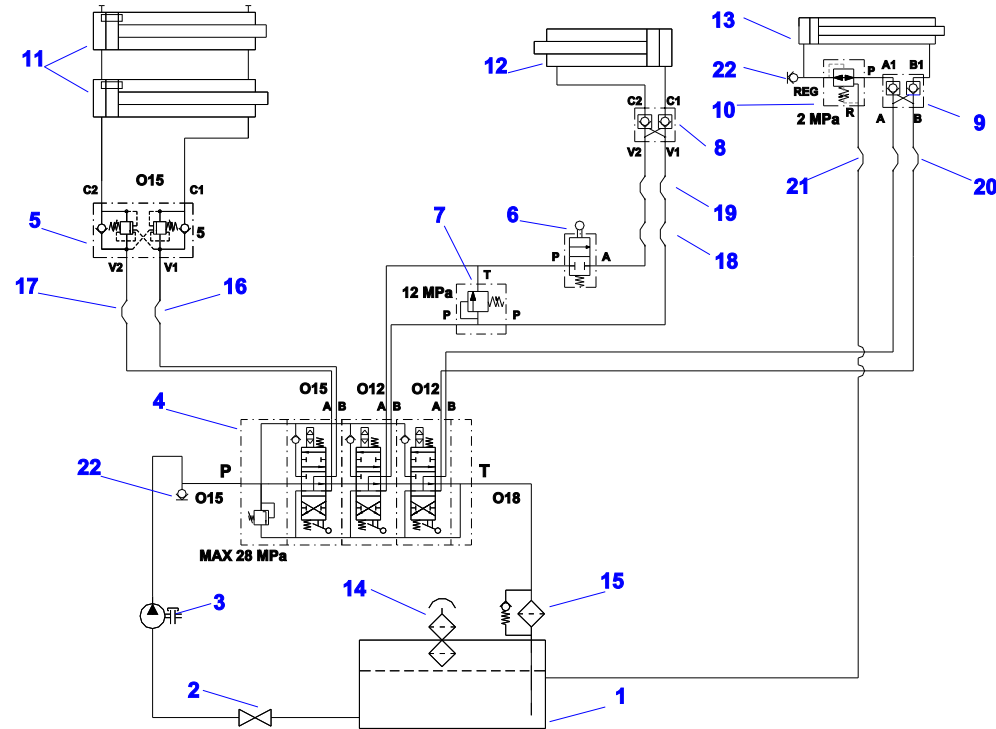 13
11
12
22
A1
P
B1
REG
10
2 MPa
R
A
B
9
C2
C1
8
V2
V1
21
20
C2
O15
C1
19
5
5
6
7
V2
V1
P
A
18
17
16
T
12 MPa
P
P
O15
O12
O12
4
A B
A B
A B
22
P
T
O15
O18
MAX 28 MPa
14
15
3
2
1